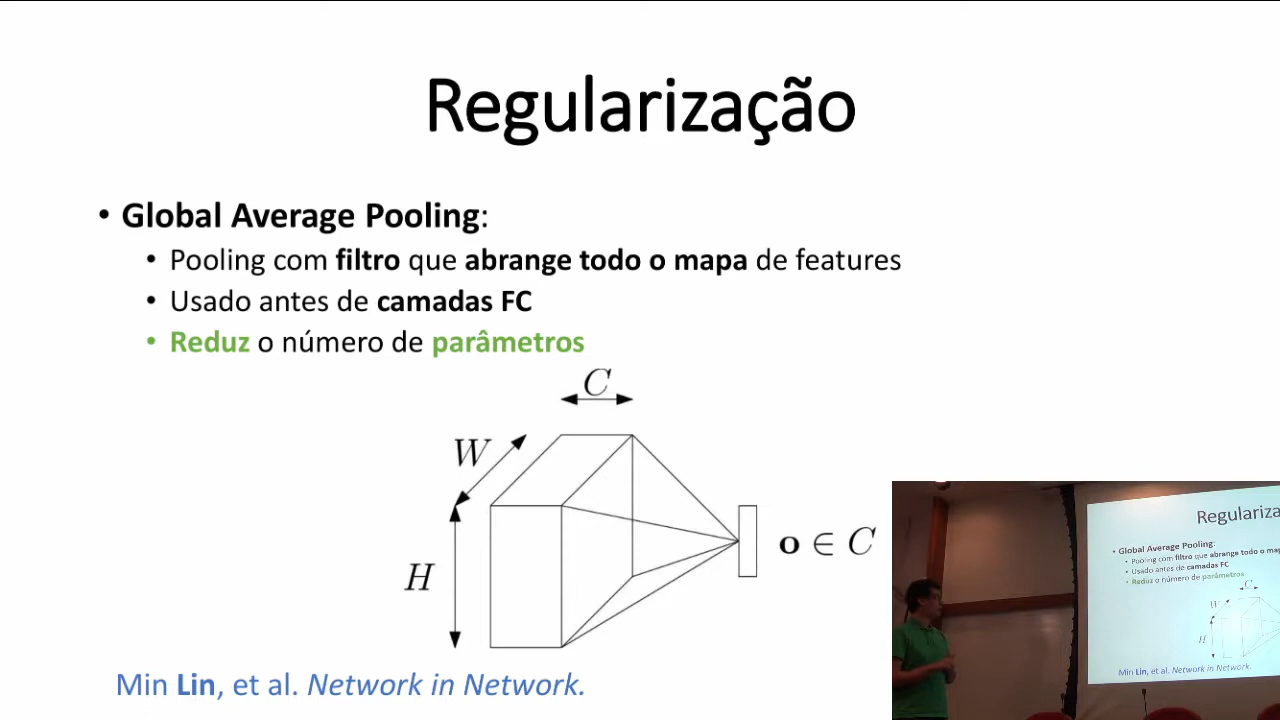 Regularização
• Global Average Pooling:
• Pooling com filtro que abrange todo o mapa de features
• Usado antes de camadas FC
• Reduz o número de parâmetros
C
W
H
o ∈ C
Min Lin, et al. Network in Network.
Regulariza
• Global Average Pooling:
• Pooling com filtro que abrange todo o map
• Usado antes de camadas FC
• Reduz o número de parâmetros
C
W
H
Min Lin, et al. Network in Network.